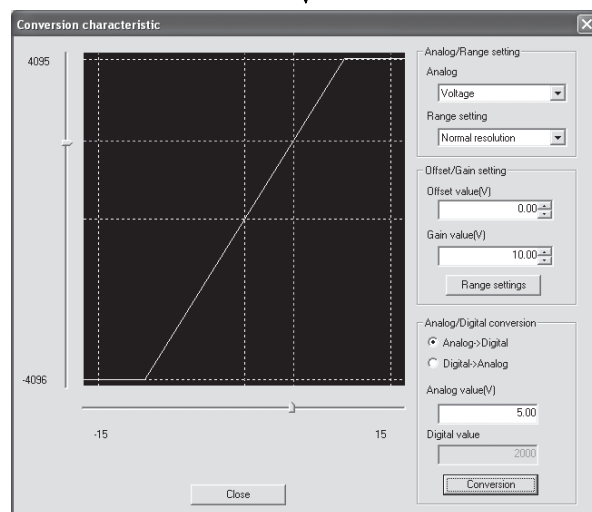 Conversion characteristic
4095
-4096
-15
15
Close
Analog/Range setting
Analog
Voltage
Range setting
Normal resolution
Offset/Gain setting
Offset value(V)
0.00
Gain value(V)
10.00
Range settings
Analog/Digital conversion
Analog->Digital
Digital->Analog
Analog value(V)
5.00
Digital value
2000
Conversion